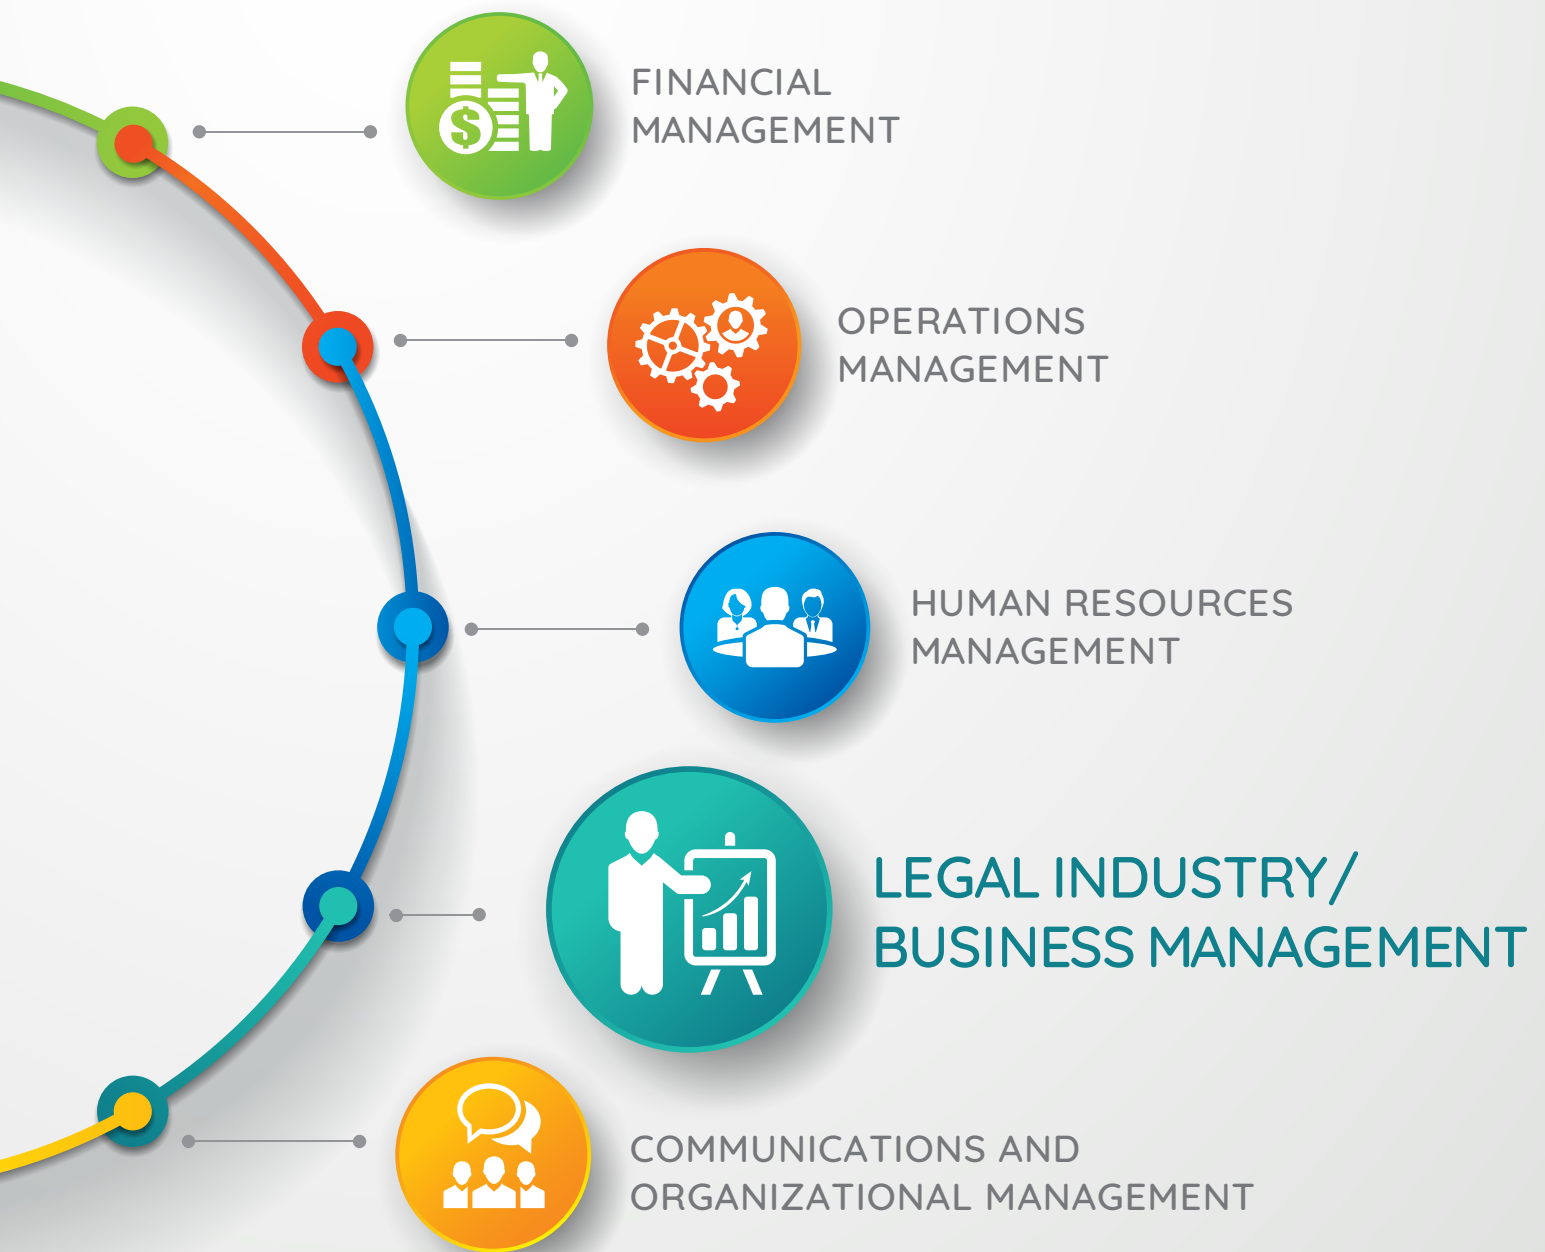 FINANCIAL
MANAGEMENT
$
OPERATIONS
MANAGEMENT
HUMAN RESOURCES
MANAGEMENT
LEGAL INDUSTRY/
BUSINESS MANAGEMENT
COMMUNICATIONS AND
ORGANIZATIONAL MANAGEMENT